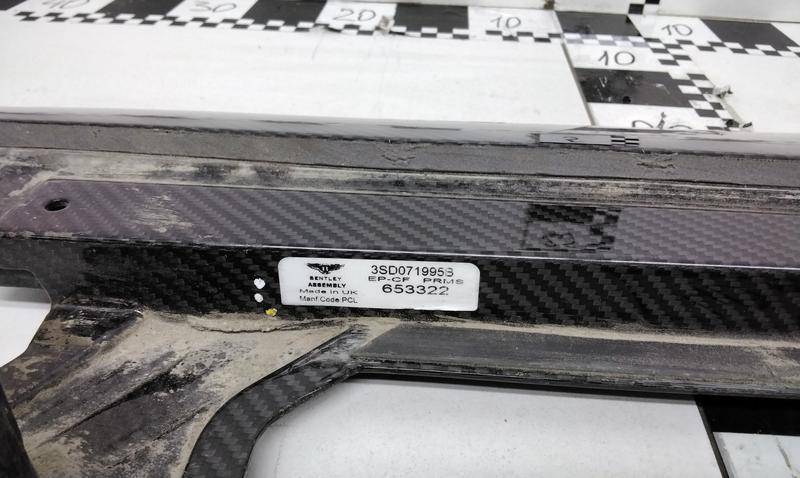 40 30 20 10 10
10
BENTLEY
ASSEMBLY
Made in UK
Manf.Code PCL
3SD071995B
EP-CF PRMS
653322